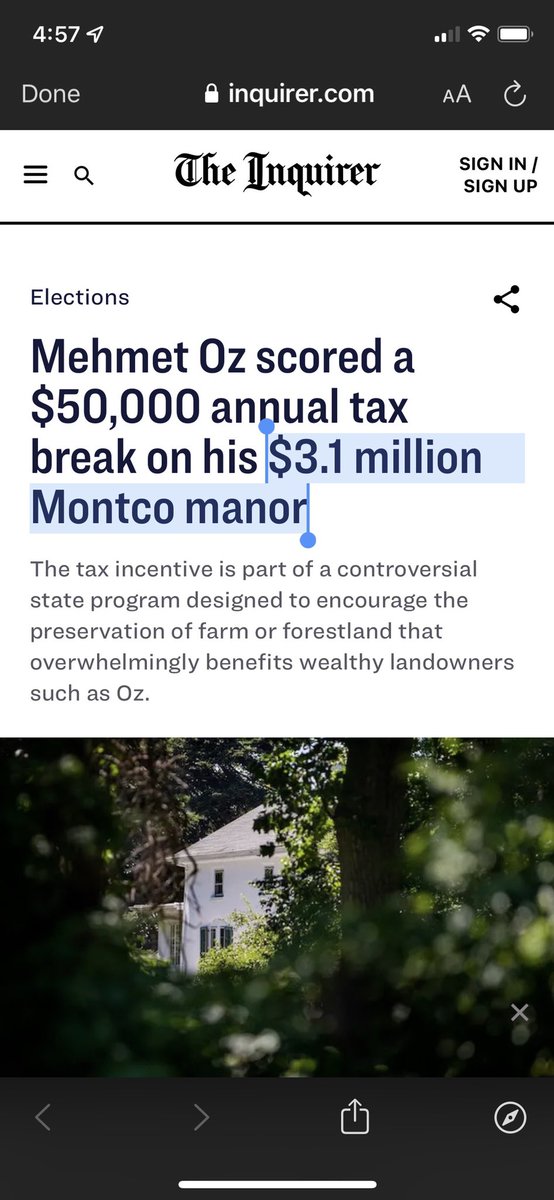 4:57
Done
inquirer.com
AA
The Inquirer
SIGN IN /
SIGN UP
Elections
Mehmet Oz scored a
$50,000 annual tax
break on his $3.1 million
Montco manor
The tax incentive is part of a controversial
state program designed to encourage the
preservation of farm or forestland that
overwhelmingly benefits wealthy landowners
such as Oz.